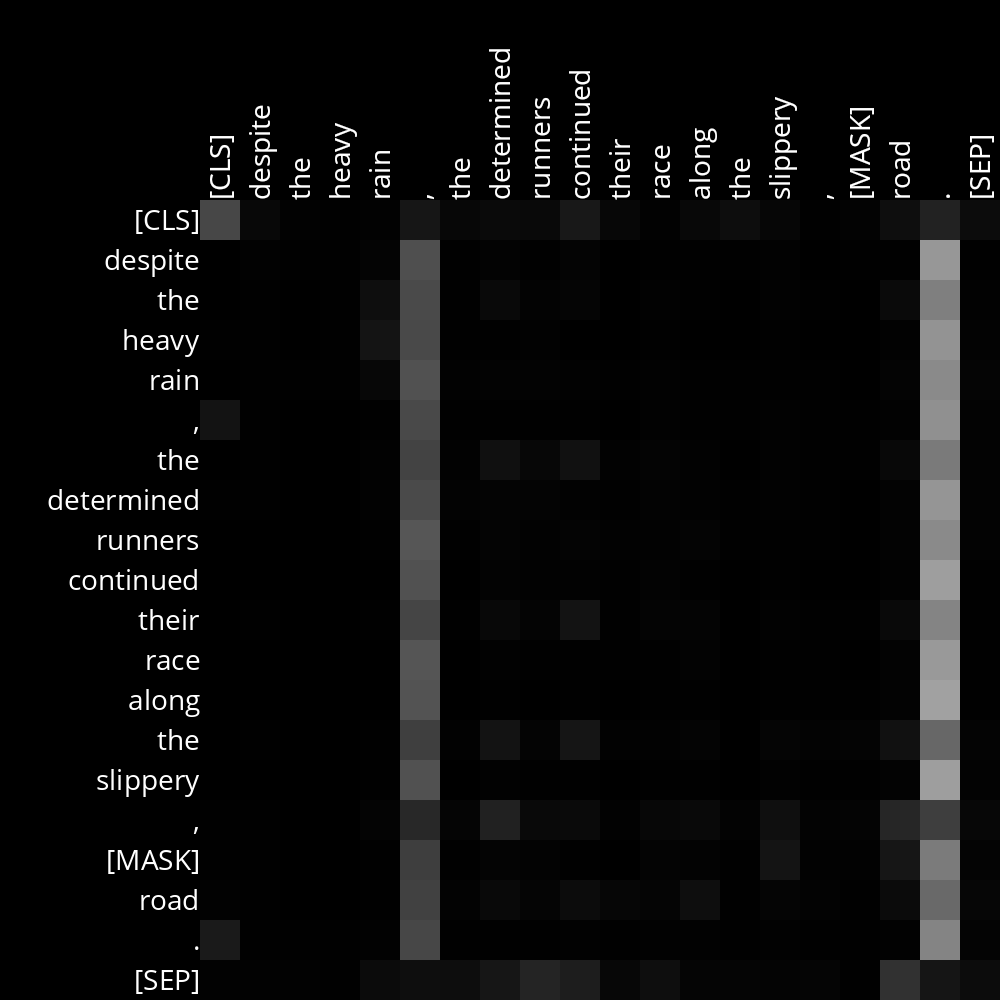 [CLS] despite the heavy rain , the determined runners continued their race along the slippery , [MASK] road . [SEP]
[CLS]
despite
the
heavy
rain
,
the
determined
runners
continued
their
race
along
the
slippery
,
[MASK]
road
.
[SEP]